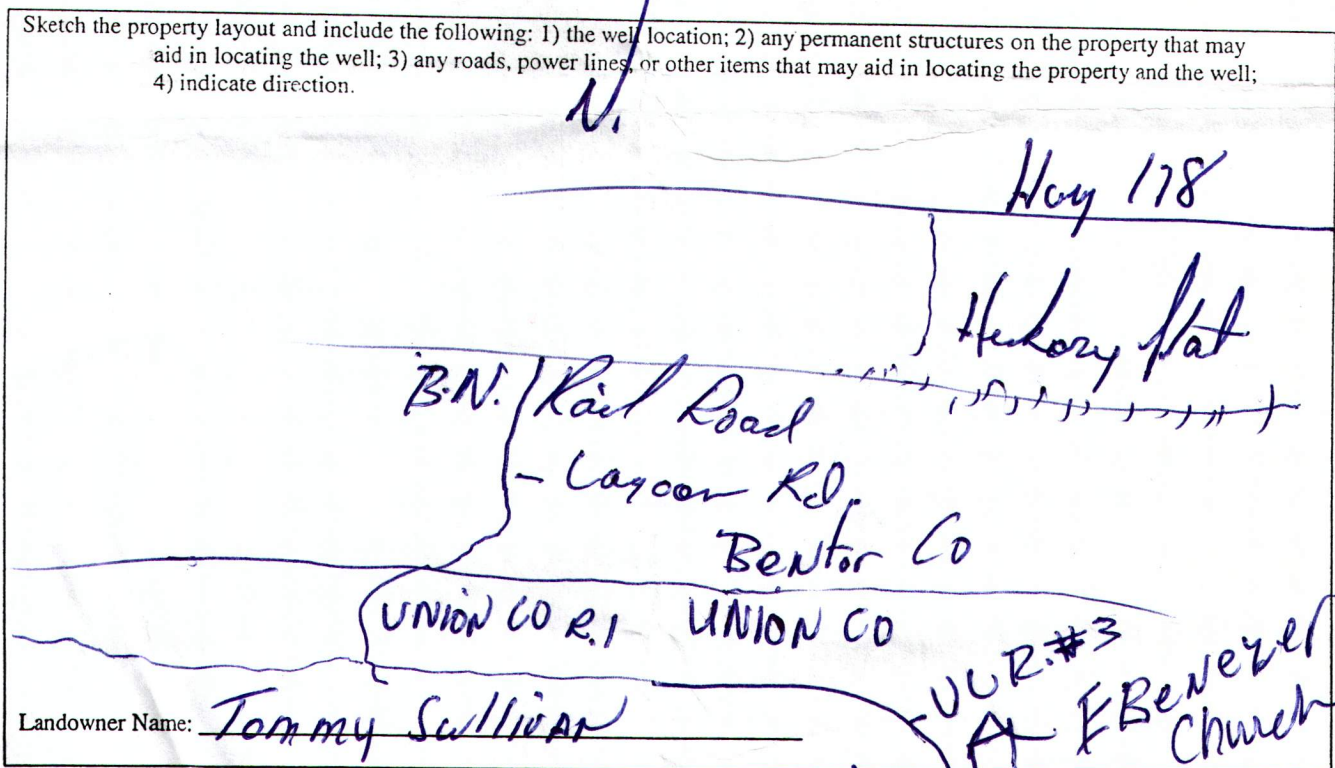 Sketch the property layout and include the following: 1) the well location; 2) any permanent structures on the property that may
aid in locating the well; 3) any roads, power lines, or other items that may aid in locating the property and the well;
4) indicate direction.
N.
Hwy 178
Hickory flat
B.N. Rail Road
- Lagoon Rd.
Benton Co
UNION CO R.1 UNION CO
UCR. #3
EBenezer
Church
Landowner Name: Tommy Sullivan